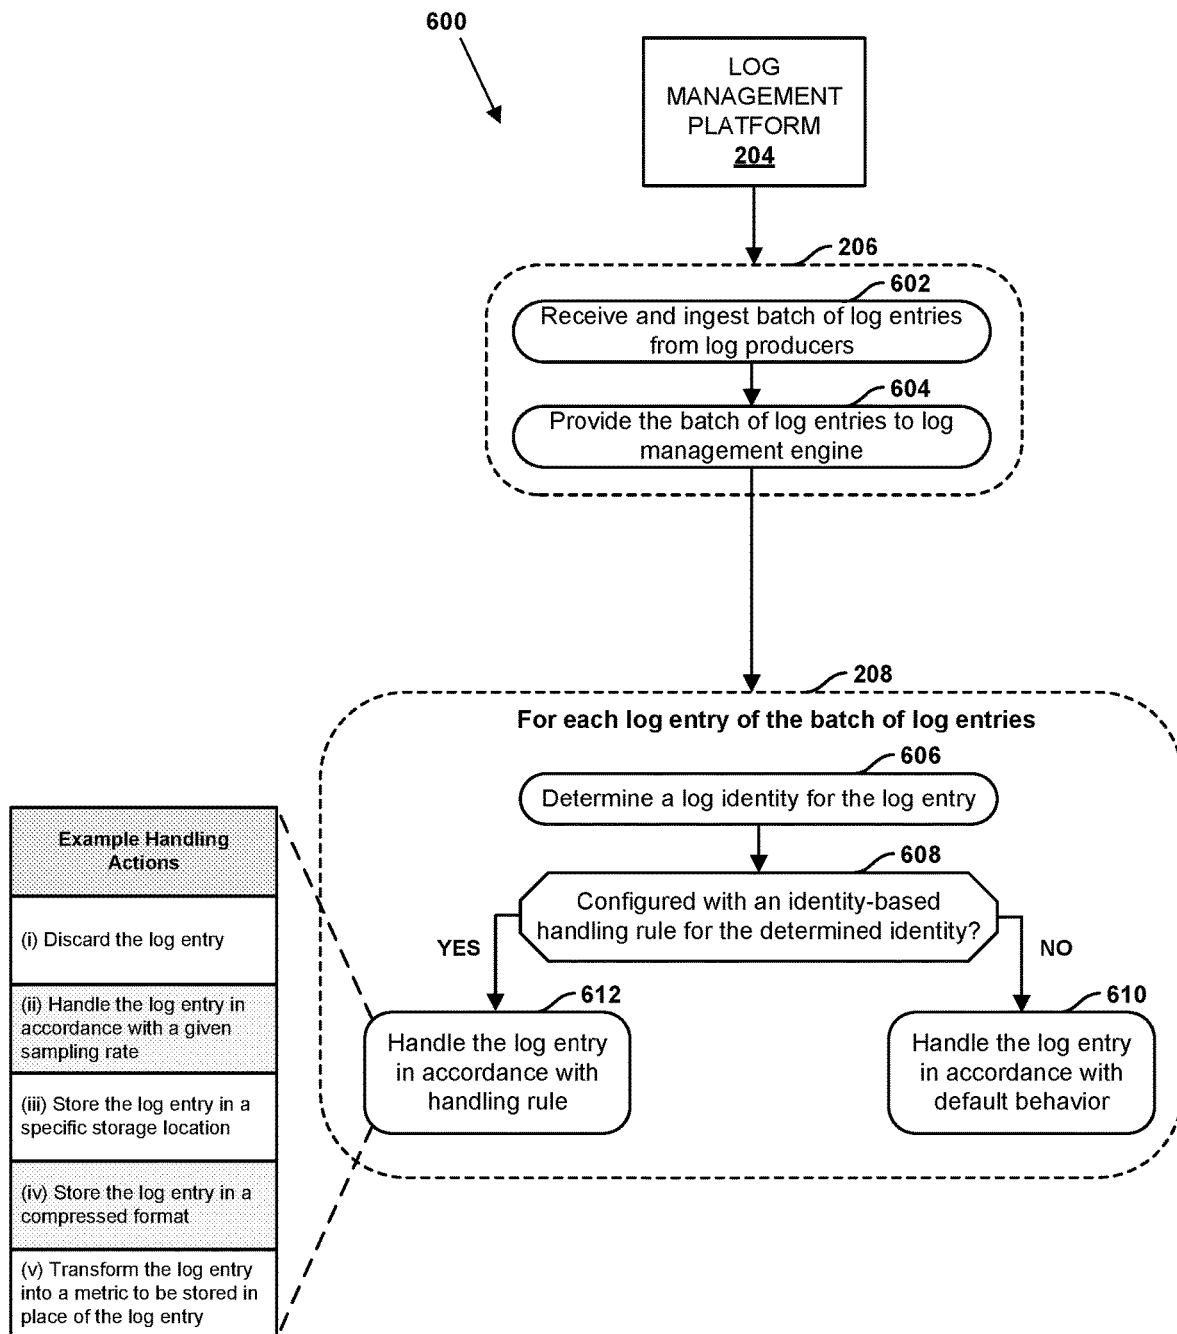 600
LOG
MANAGEMENT
PLATFORM
204
206
602
Receive and ingest batch of log entries
from log producers
604
Provide the batch of log entries to log
management engine
208
For each log entry of the batch of log entries
606
Determine a log identity for the log entry
608
Configured with an identity-based
handling rule for the determined identity?
YES
NO
612
Handle the log entry
in accordance with
handling rule
610
Handle the log entry
in accordance with
default behavior
Example Handling
Actions
(i) Discard the log entry
(ii) Handle the log entry in
accordance with a given
sampling rate
(iii) Store the log entry in a
specific storage location
(iv) Store the log entry in a
compressed format
(v) Transform the log entry
into a metric to be stored in
place of the log entry